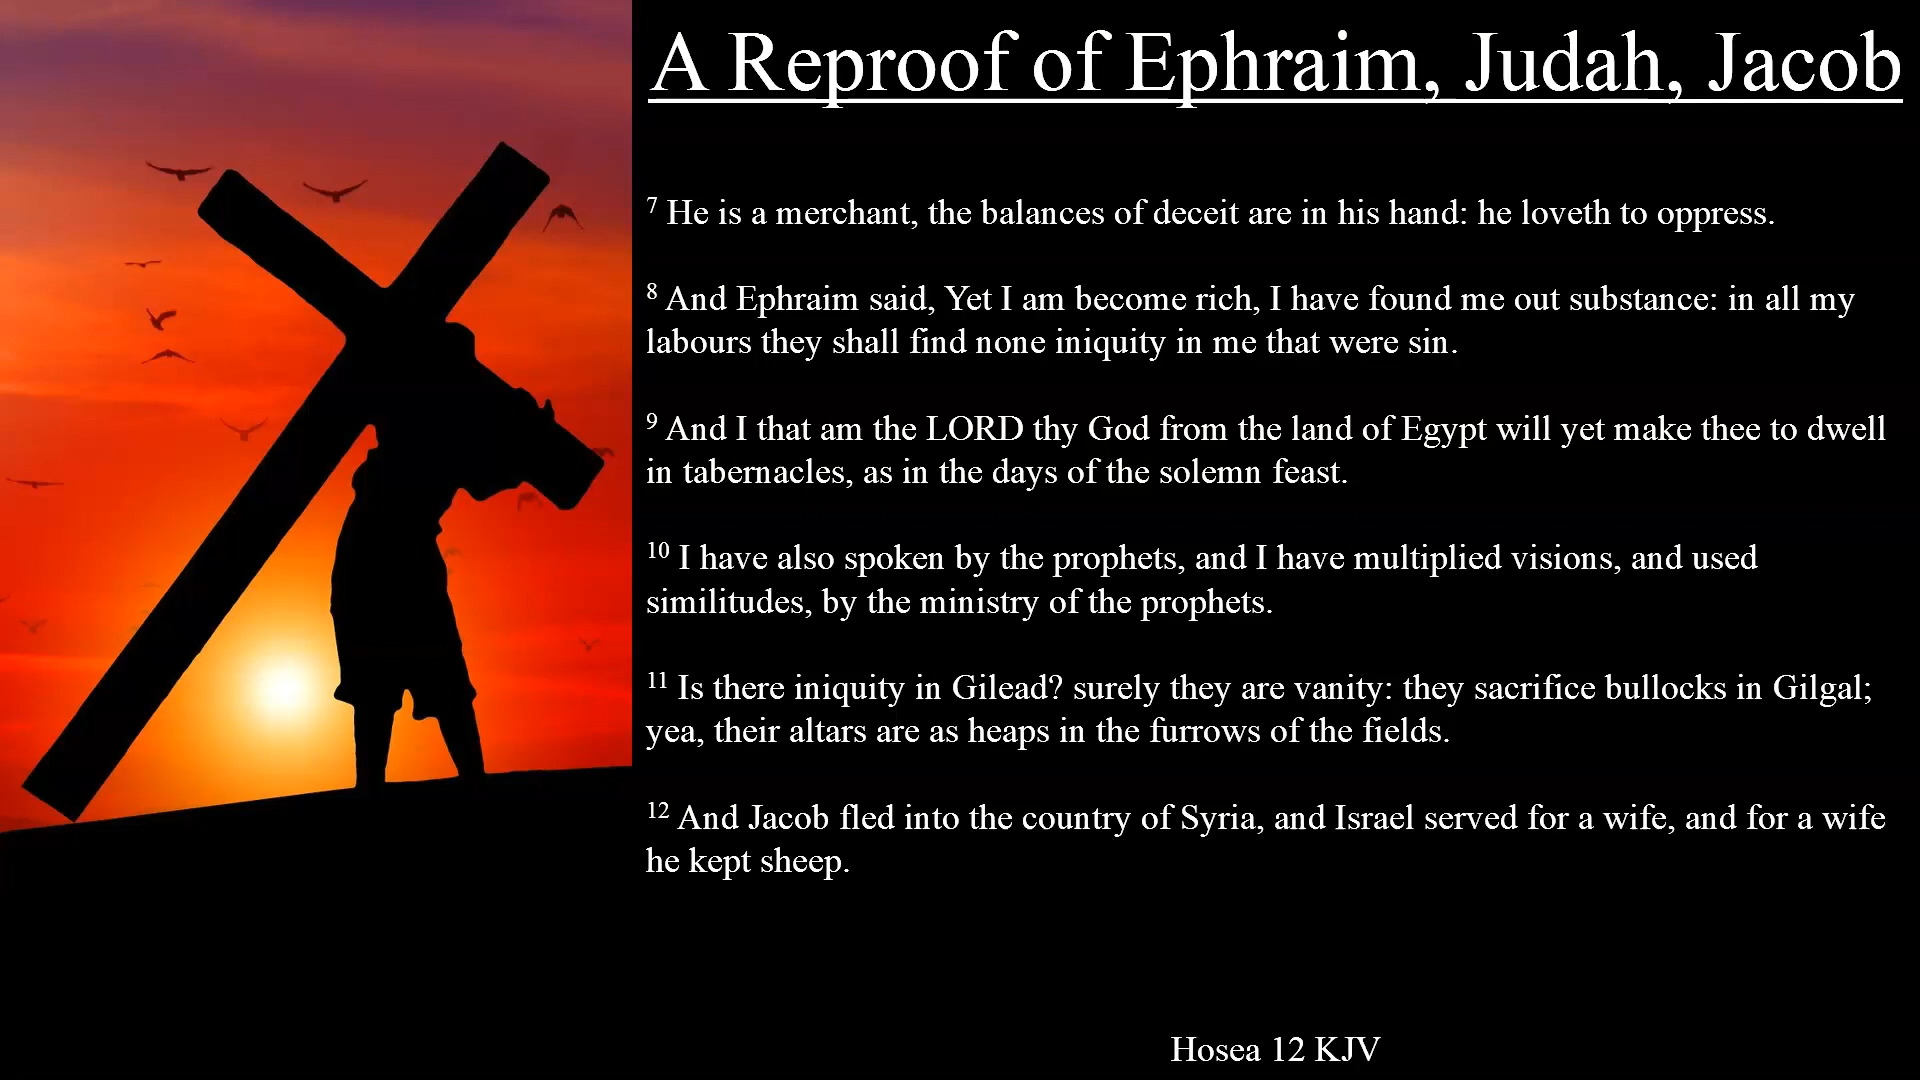 A Reproof of Ephraim, Judah, Jacob
7 He is a merchant, the balances of deceit are in his hand: he loveth to oppress.
8 And Ephraim said, Yet I am become rich, I have found me out substance: in all my
labours they shall find none iniquity in me that were sin.
9 And I that am the LORD thy God from the land of Egypt will yet make thee to dwell
in tabernacles, as in the days of the solemn feast.
10 I have also spoken by the prophets, and I have multiplied visions, and used
similitudes, by the ministry of the prophets.
11 Is there iniquity in Gilead? surely they are vanity: they sacrifice bullocks in Gilgal;
yea, their altars are as heaps in the furrows of the fields.
12 And Jacob fled into the country of Syria, and Israel served for a wife, and for a wife
he kept sheep.
Hosea 12 KJV